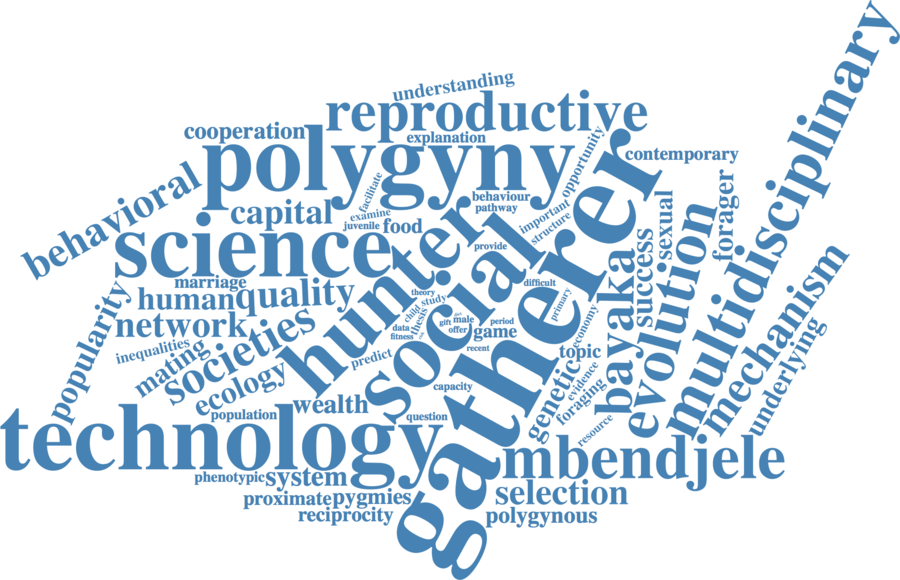 understanding
reproductive
cooperation
explanation
polygyny
opportunity
contemporary
behavioral
facilitate
behaviour
pathway
capital
examine
juvenile
food
important
structure
sexual
forager
multidisciplinary
science
hunter
provide
gatherer
marriage
human
quality
social
difficult
success
evolution
mechanism
popularity
network
theory
child
study
thesis
data
fitness
gift
male
offer
period
game
primary
economy
bayaka
underlying
inequalities
mating
societies
predict
recent
topic
genetic
evidence
foraging
resource
ecology
wealth
capacity
population
question
technology
mbendjele
phenotypic
system
selection
proximate
pygmies
reciprocity
polygynous